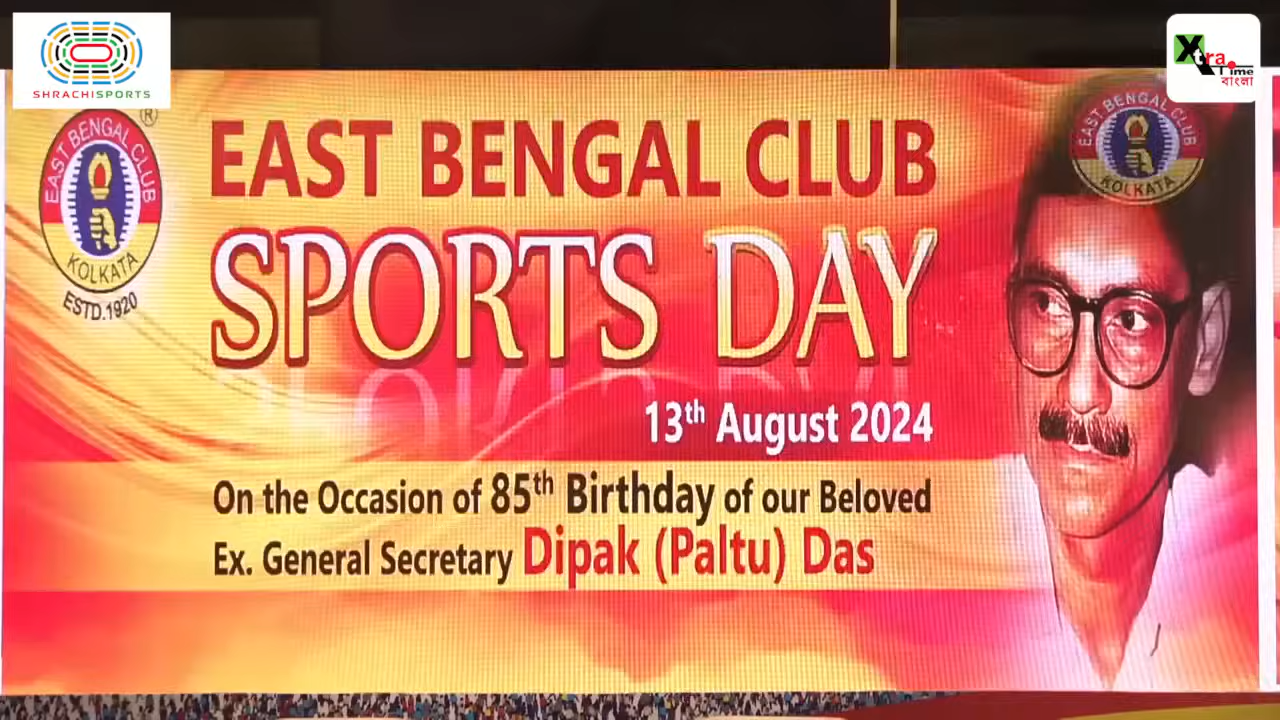 SHRACHISPORTS
Xtra Time
বাংলা
EAST BENGAL CLUB
KOLKATA
ESTD.1920
®
EAST BENGAL CLUB
SPORTS DAY
13th August 2024
On the Occasion of 85th Birthday of our Beloved
Ex. General Secretary Dipak (Paltu) Das
EAST BENGAL CLUB
KOLKATA